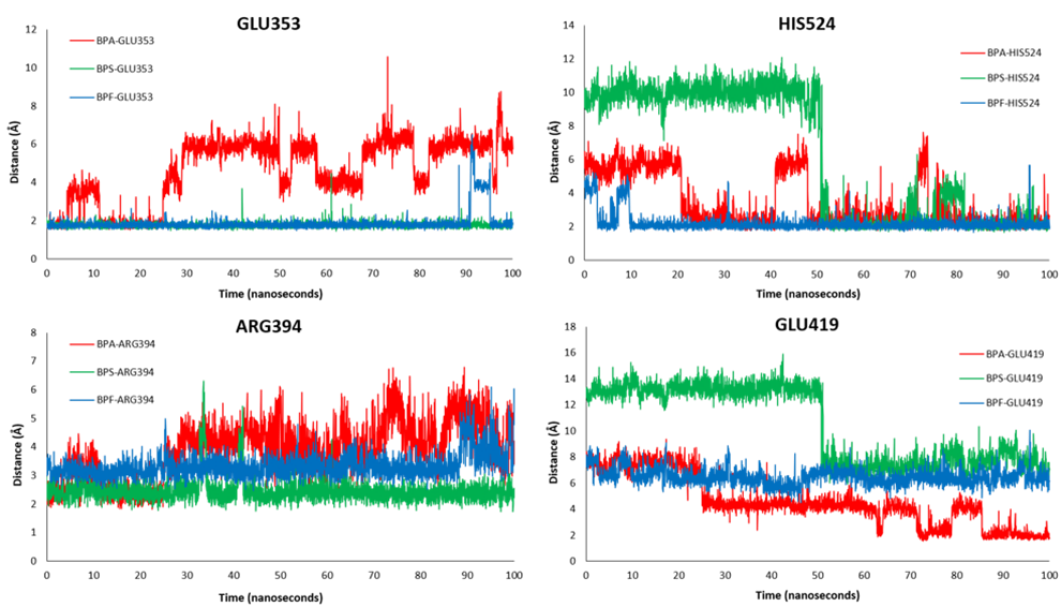 GLU353
BPA-GLU353
BPS-GLU353
BPF-GLU353
Distance (Å)
12
10
8
6
4
2
0
0 10 20 30 40 50 60 70 80 90 100
Time (nanoseconds)
HIS524
BPA-HIS524
BPS-HIS524
BPF-HIS524
Distance (Å)
14
12
10
8
6
4
2
0
0 10 20 30 40 50 60 70 80 90 100
Time (nanoseconds)
ARG394
BPA-ARG394
BPS-ARG394
BPF-ARG394
Distance (Å)
8
7
6
5
4
3
2
1
0
0 10 20 30 40 50 60 70 80 90 100
Time (nanoseconds)
GLU419
BPA-GLU419
BPS-GLU419
BPF-GLU419
Distance (Å)
18
16
14
12
10
8
6
4
2
0
0 10 20 30 40 50 60 70 80 90 100
Time (nanoseconds)